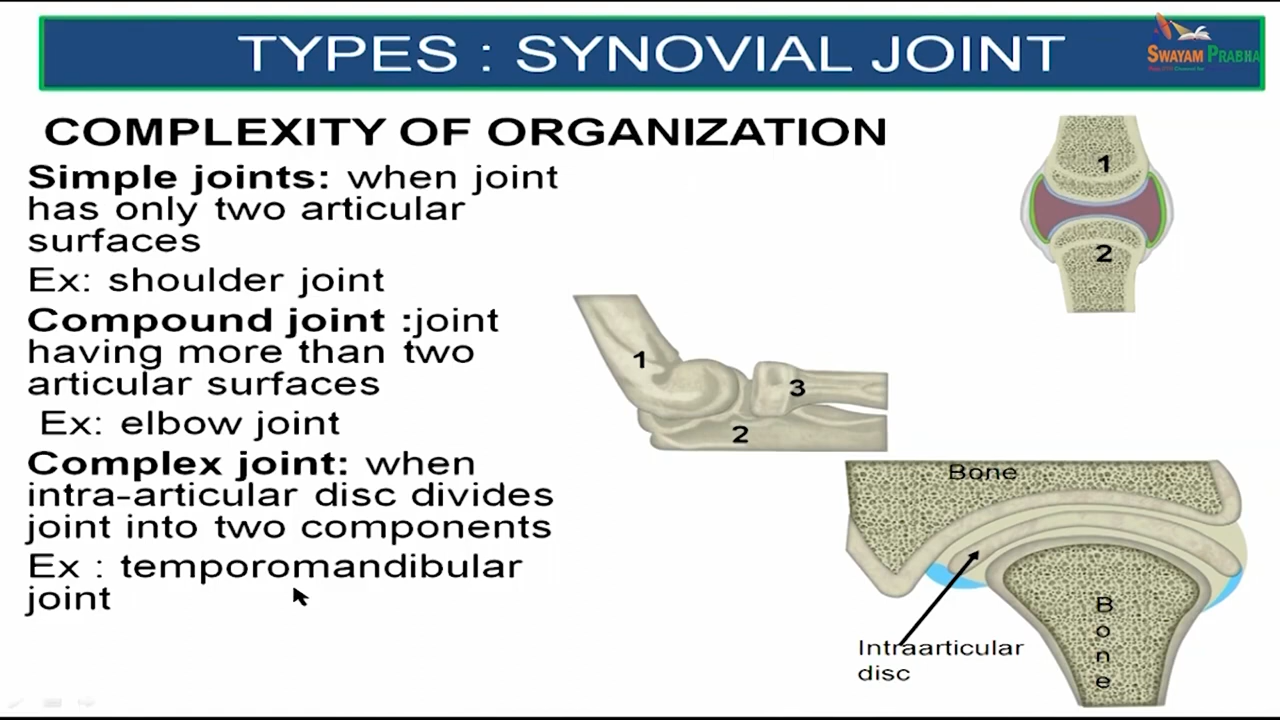 TYPES : SYNOVIAL JOINT
SWAYAM PRABHA
COMPLEXITY OF ORGANIZATION
Simple joints: when joint
has only two articular
surfaces
Ex: shoulder joint
Compound joint :joint
having more than two
articular surfaces
Ex: elbow joint
Complex joint: when
intra-articular disc divides
joint into two components
Ex : temporomandibular
joint
1
2
1
3
2
Bone
Bone
Intraarticular
disc